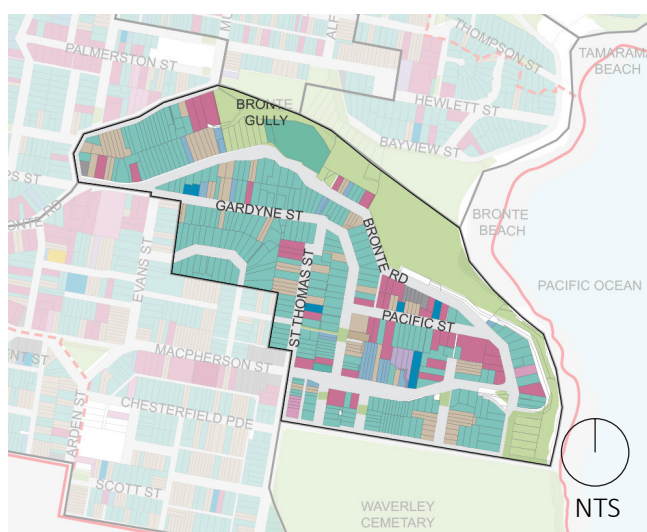 THOMPSON ST
PALMERSTON ST
TAMARAMA
BEACH
HEWLETT ST
BRONTE
GULLY
BAYVIEW ST
GARDYNE ST
BRONTE
BEACH
EVANS ST
BRONTE RD
ST THOMAS ST
PACIFIC OCEAN
PACIFIC ST
MACPHERSON ST
CHESTERFIELD PDE
ARDEN ST
SCOTT ST
WAVERLEY
CEMETARY
NTS